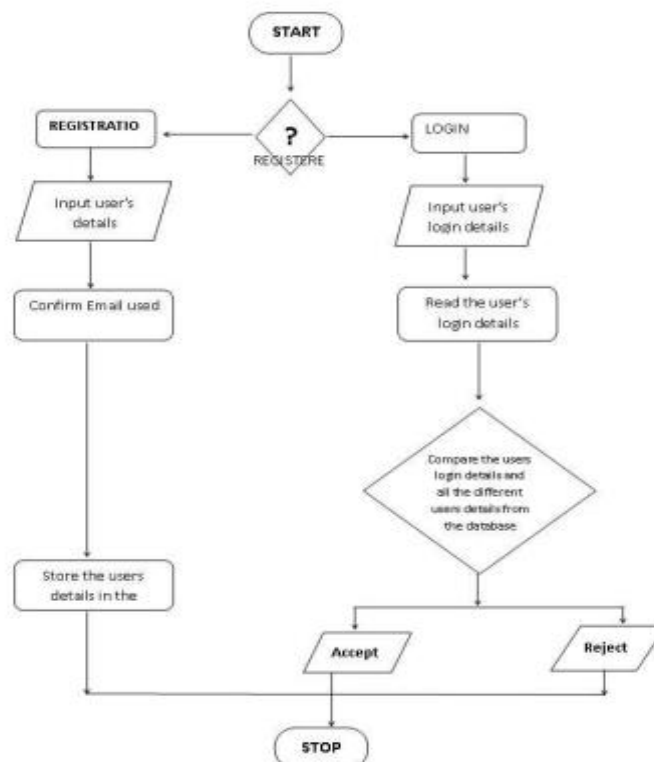 START
REGISTRATIO
?
REGISTERE
LOGIN
Input user's
details
Input user's
login details
Confirm Email used
Read the user's
login details
Compare the users
login details and
all the different
users details from
the database
Store the users
details in the
Accept
Reject
STOP